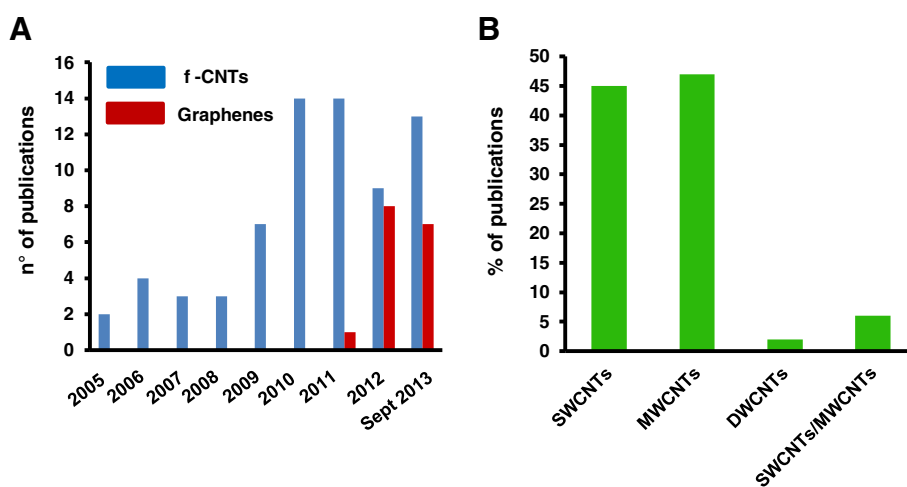 A
n° of publications
16
14
12
10
8
6
4
2
0
f -CNTs
Graphenes
2005
2006
2007
2008
2009
2010
2011
2012
Sept 2013
B
% of publications
50
45
40
35
30
25
20
15
10
5
0
SWCNTs
MWCNTs
DWCNTs
SWCNTs/MWCNTs